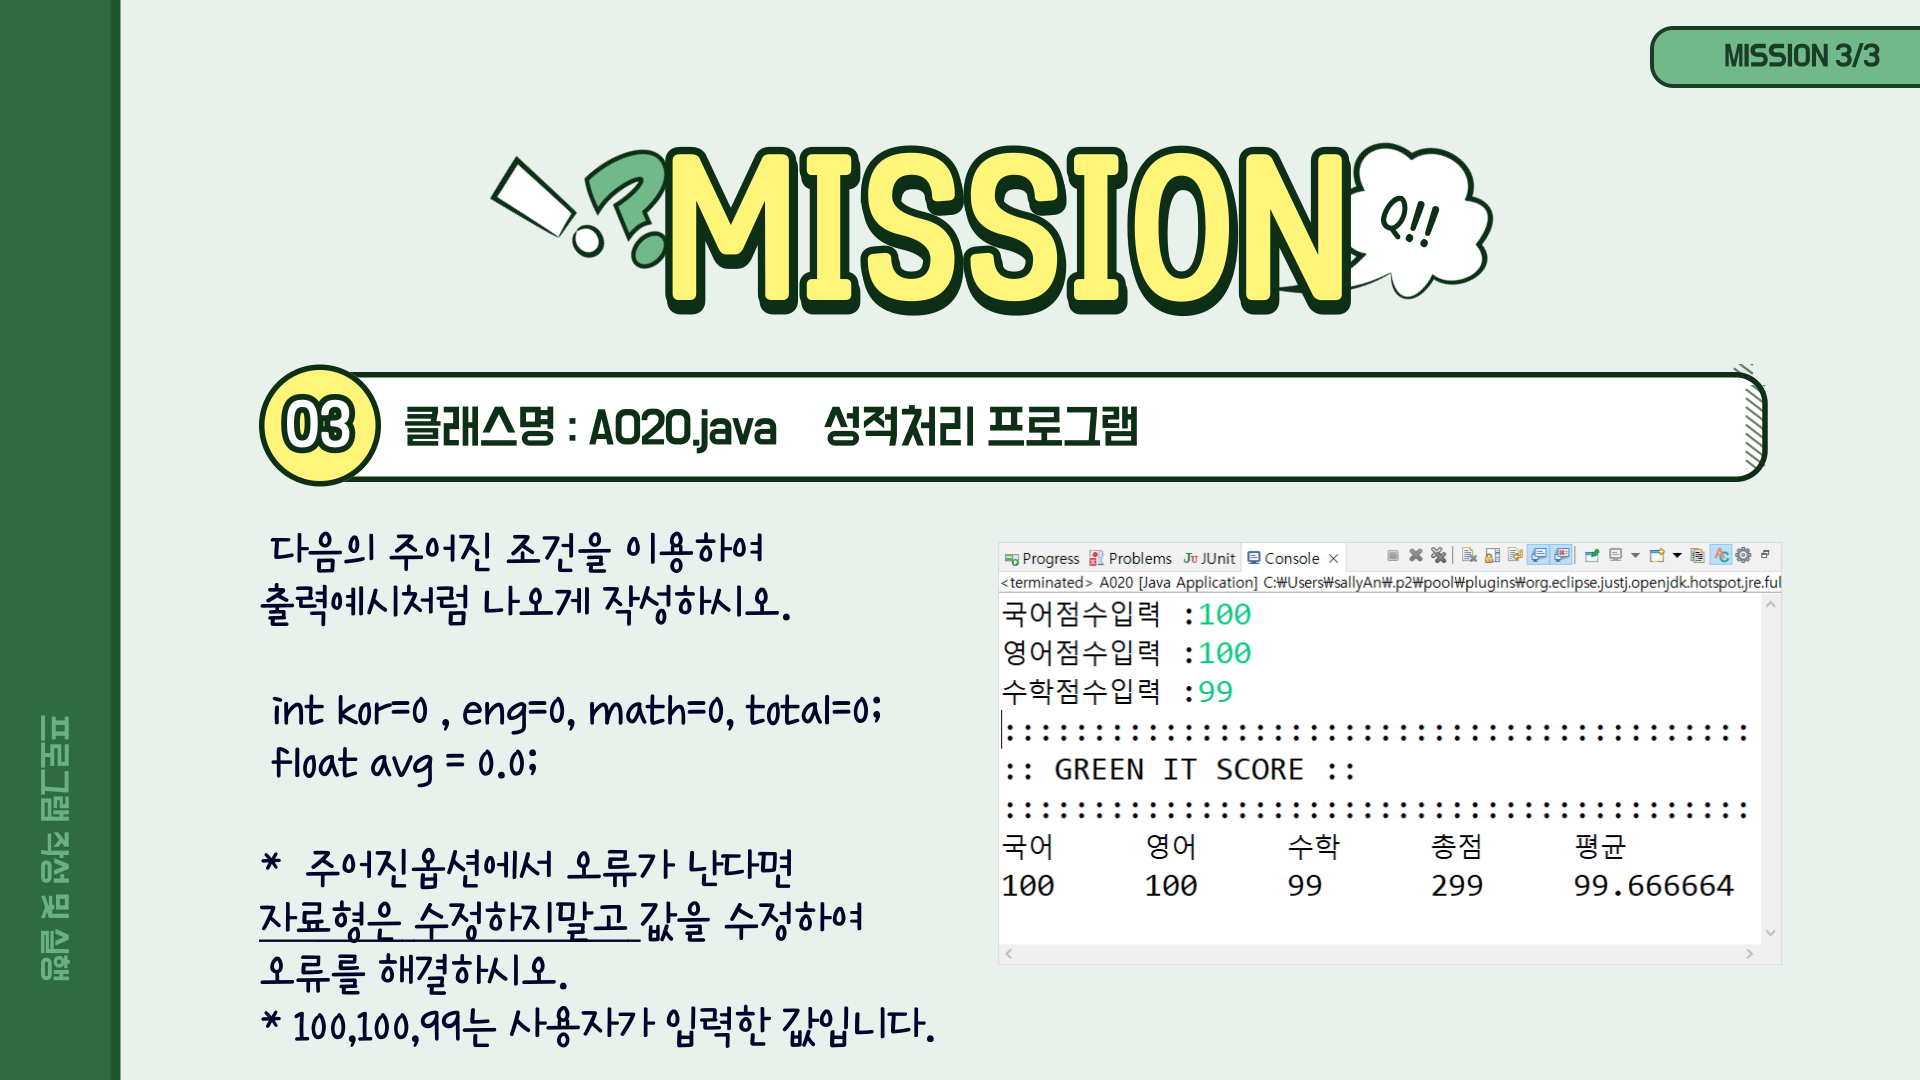 MISSION 3/3
MISSION
Q!!
03
클래스명 : A020.java 성적처리 프로그램
다음의 주어진 조건을 이용하여
출력예시처럼 나오게 작성하시오.
int kor=0 , eng=0, math=0, total=0;
float avg = 0.0;
* 주어진옵션에서 오류가 난다면
자료형은 수정하지말고 값을 수정하여
오류를 해결하시오.
* 100,100,99는 사용자가 입력한 값입니다.
Progress Problems JUnit Console
<terminated> A020 [Java Application] C:₩Users₩sallyAn₩.p2₩pool₩plugins₩org.eclipse.justj.openjdk.hotspot.jre.ful
국어점수입력 :100
영어점수입력 :100
수학점수입력 :99
::::::::::::::::::::::::::::::::::::::::::
:: GREEN IT SCORE ::
::::::::::::::::::::::::::::::::::::::::::
국어 영어 수학 총점 평균
100 100 99 299 99.666664
프로그램 작성 및 실행